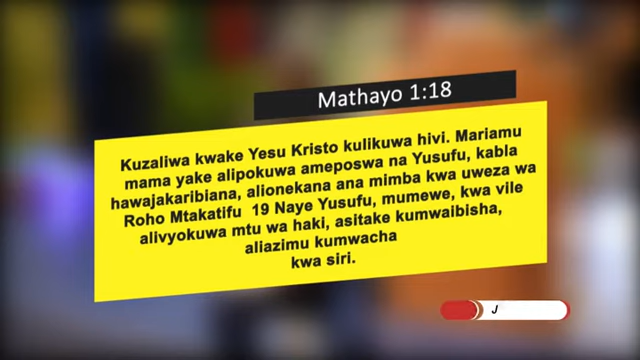 Mathayo 1:18
Kuzaliwa kwake Yesu Kristo kulikuwa hivi. Mariamu
mama yake alipokuwa ameposwa na Yusufu, kabla
hawajakaribiana, alionekana ana mimba kwa uweza wa
Roho Mtakatifu 19 Naye Yusufu, mumewe, kwa vile
alivyokuwa mtu wa haki, asitake kumwaibisha,
aliazimu kumwacha
kwa siri.
J